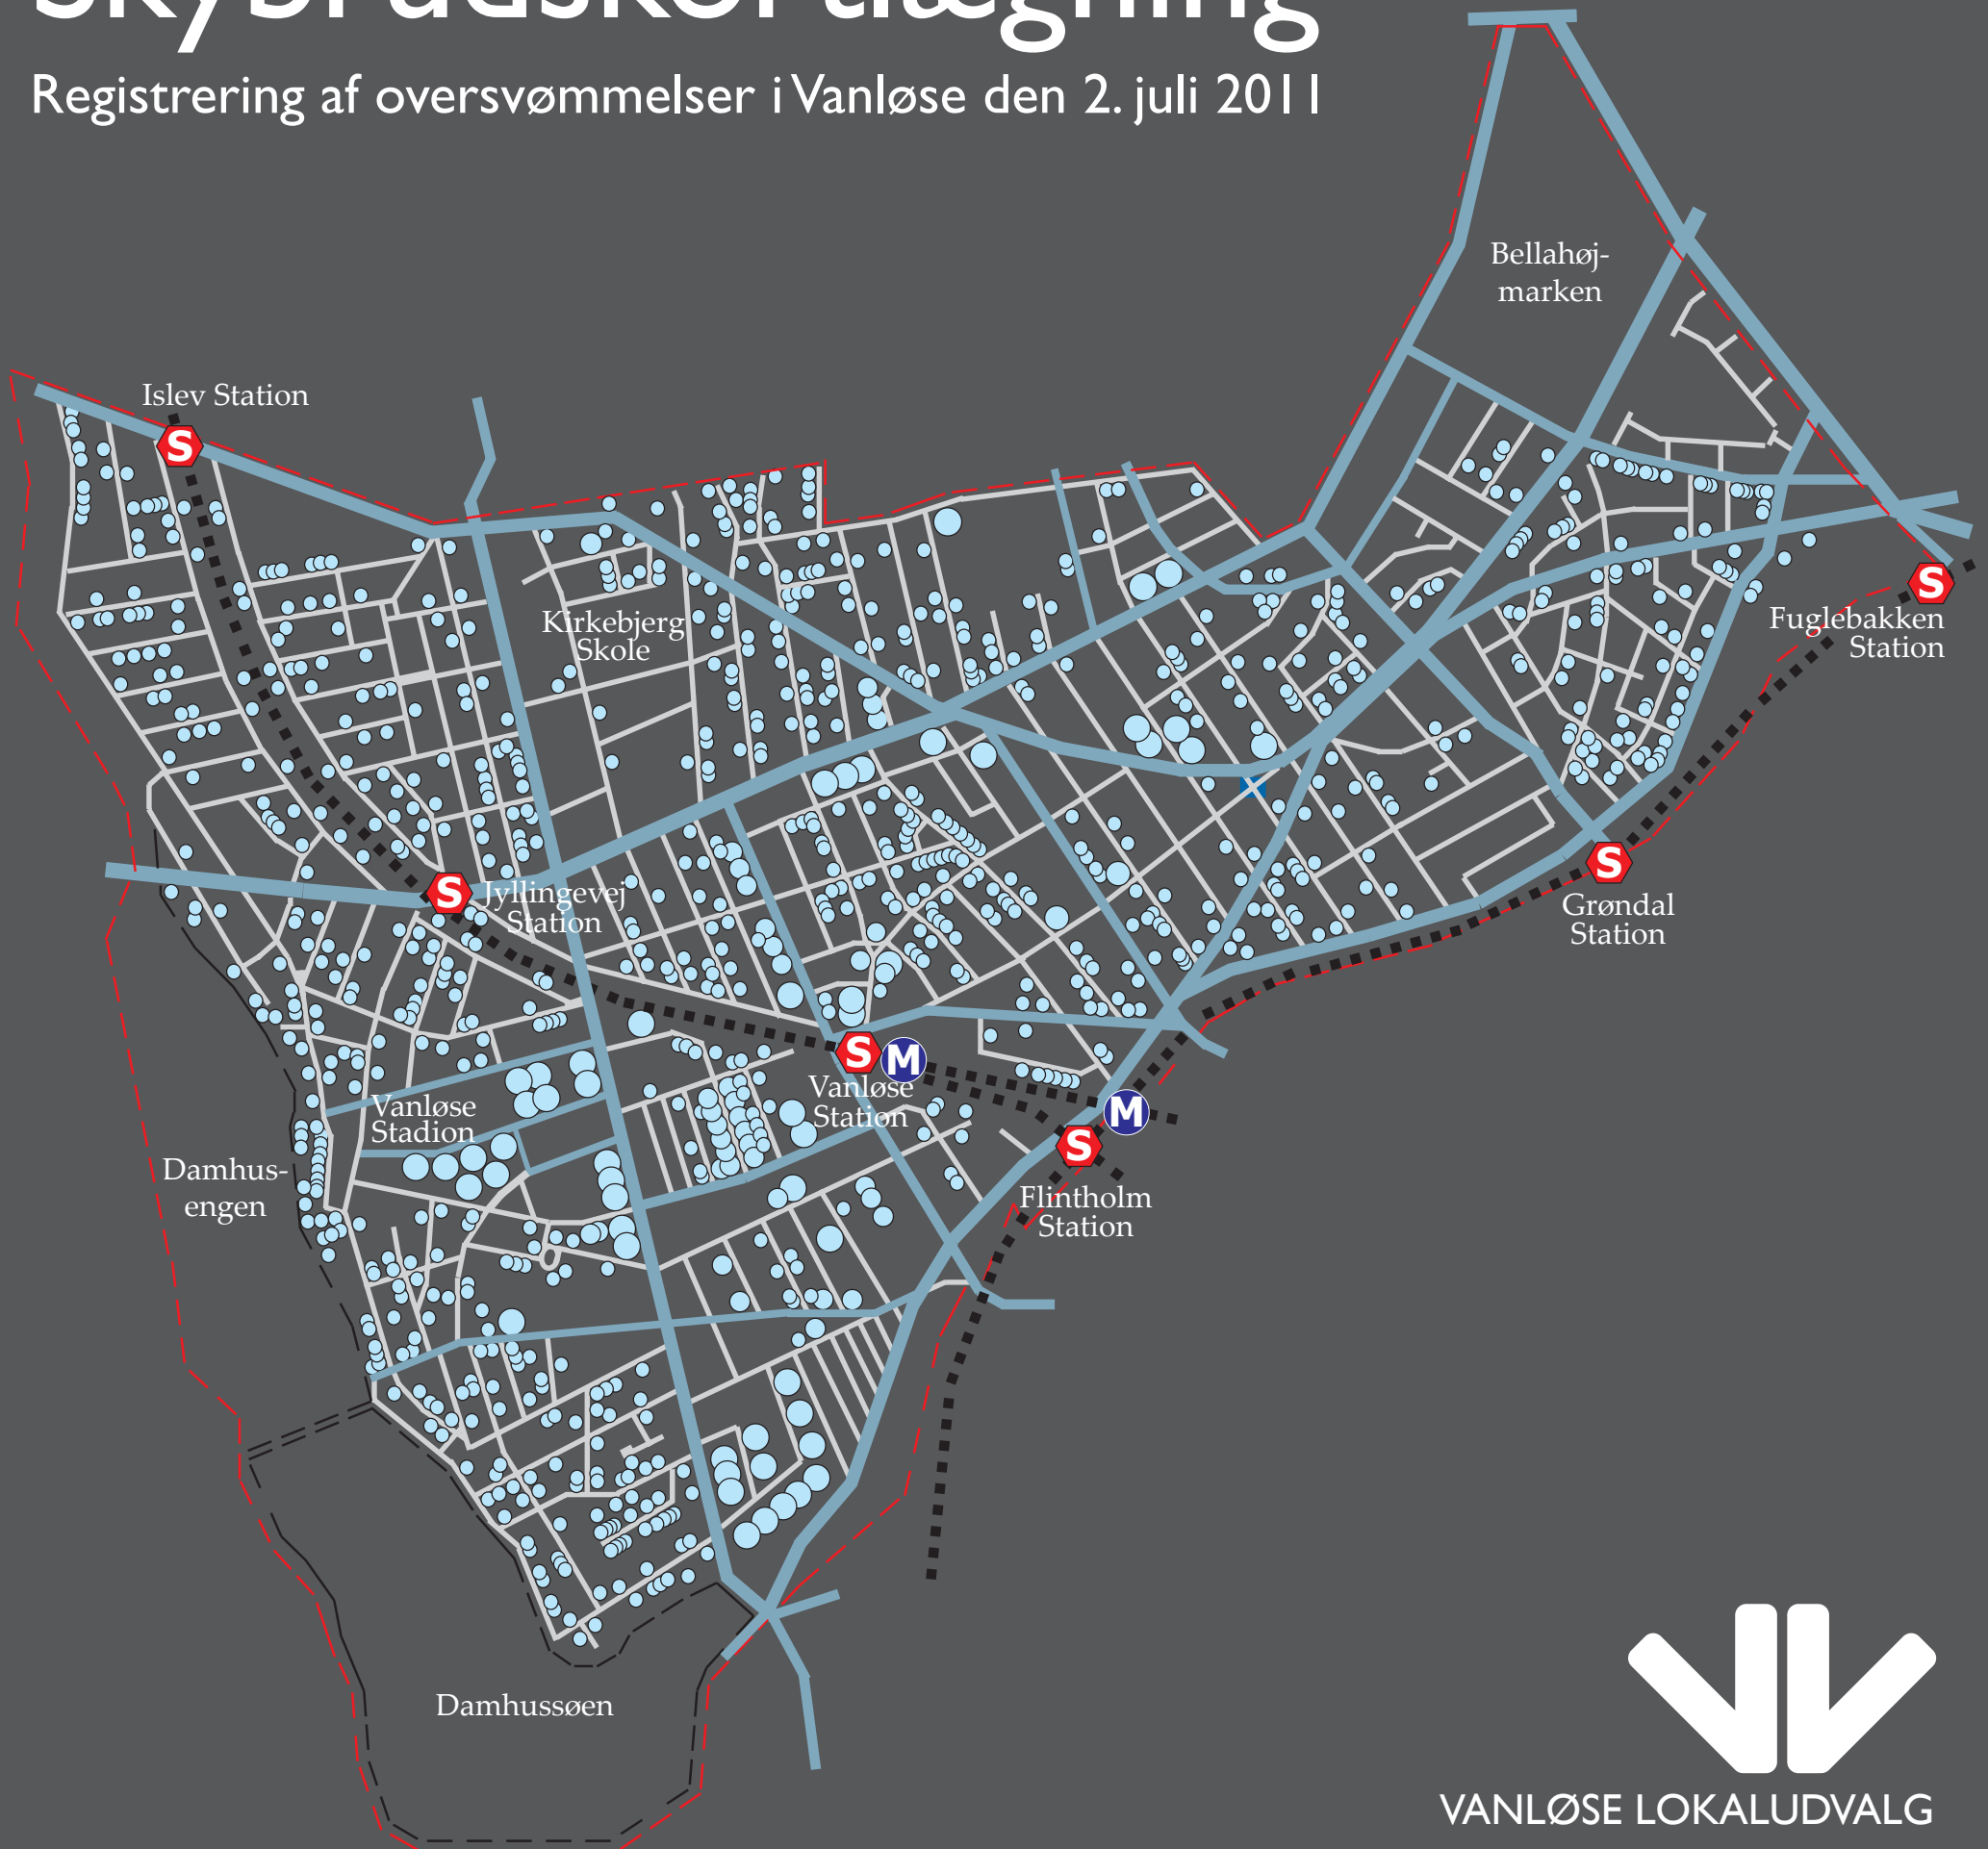 Skybrudskortlægning
Registrering af oversvømmelser i Vanløse den 2. juli 2011
Bellahøj-
marken
Islev Station
S
Kirkebjerg
Skole
S
Fuglebakken
Station
S
Jyllingevej
Station
S
Grøndal
Station
S
M
Vanløse
Station
Vanløse
Stadion
M
S
Damhus-
engen
Flintholm
Station
Damhussøen
VANLØSE LOKALUDVALG